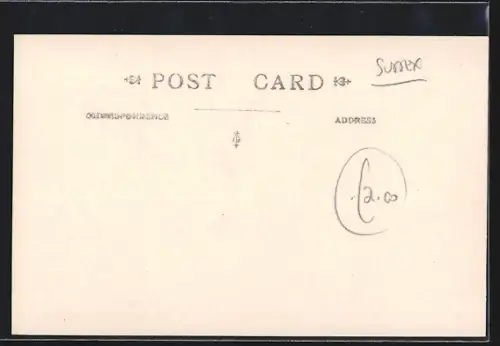 POST CARD
SUSSEX
CORRESPONDENCE
ADDRESS
£2.00